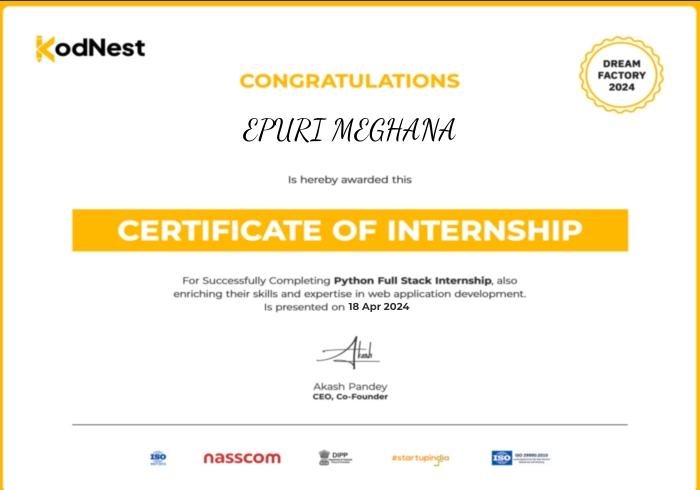 KodNest
DREAM
FACTORY
2024
CONGRATULATIONS
EPURI MEGHANA
Is hereby awarded this
CERTIFICATE OF INTERNSHIP
For Successfully Completing Python Full Stack Internship, also
enriching their skills and expertise in web application development.
Is presented on 18 Apr 2024
Akash
Akash Pandey
CEO, Co-Founder
ISO
nasscom
DIPP
#startupindia
ISO